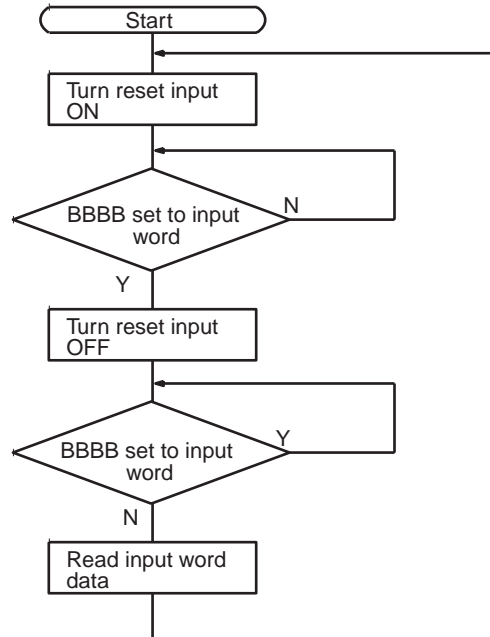 Start
Turn reset input
ON
BBBB set to input
word
N
Y
Turn reset input
OFF
BBBB set to input
word
Y
N
Read input word
data